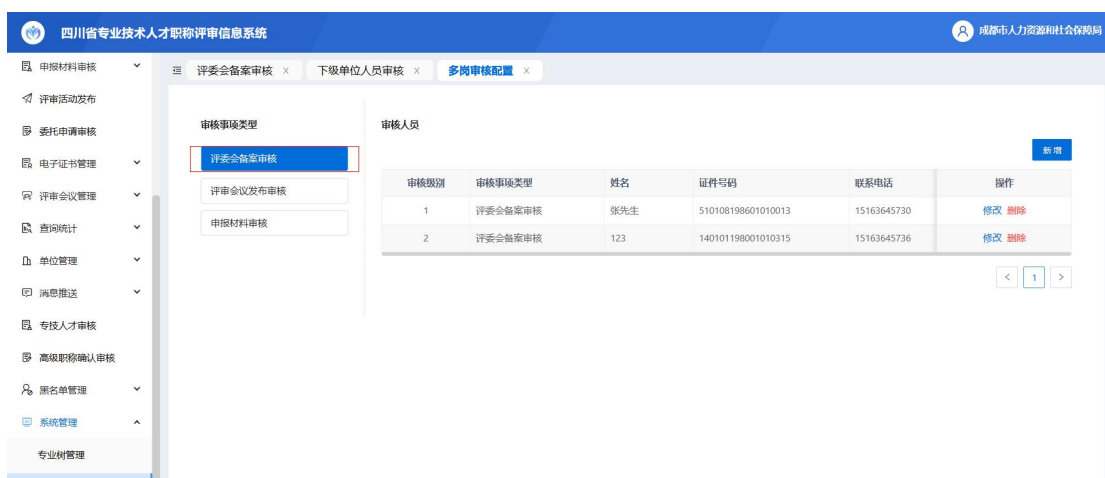 四川省专业技术人才职称评审信息系统
成都市人力资源和社会保障局
申报材料审核
评审活动发布
委托申请审核
电子证书管理
评审会议管理
查询统计
单位管理
消息推送
专技人才审核
高级职称确认审核
黑名单管理
系统管理
专业树管理
评委会备案审核 × 下级单位人员审核 × 多岗审核配置 ×
审核事项类型
评委会备案审核
评审会议发布审核
申报材料审核
审核人员
新增
审核级别 审核事项类型 姓名 证件号码 联系电话 操作
1 评委会备案审核 张先生 510108198601010013 15163645730 修改 删除
2 评委会备案审核 123 140101198001010315 15163645736 修改 删除
< 1 >